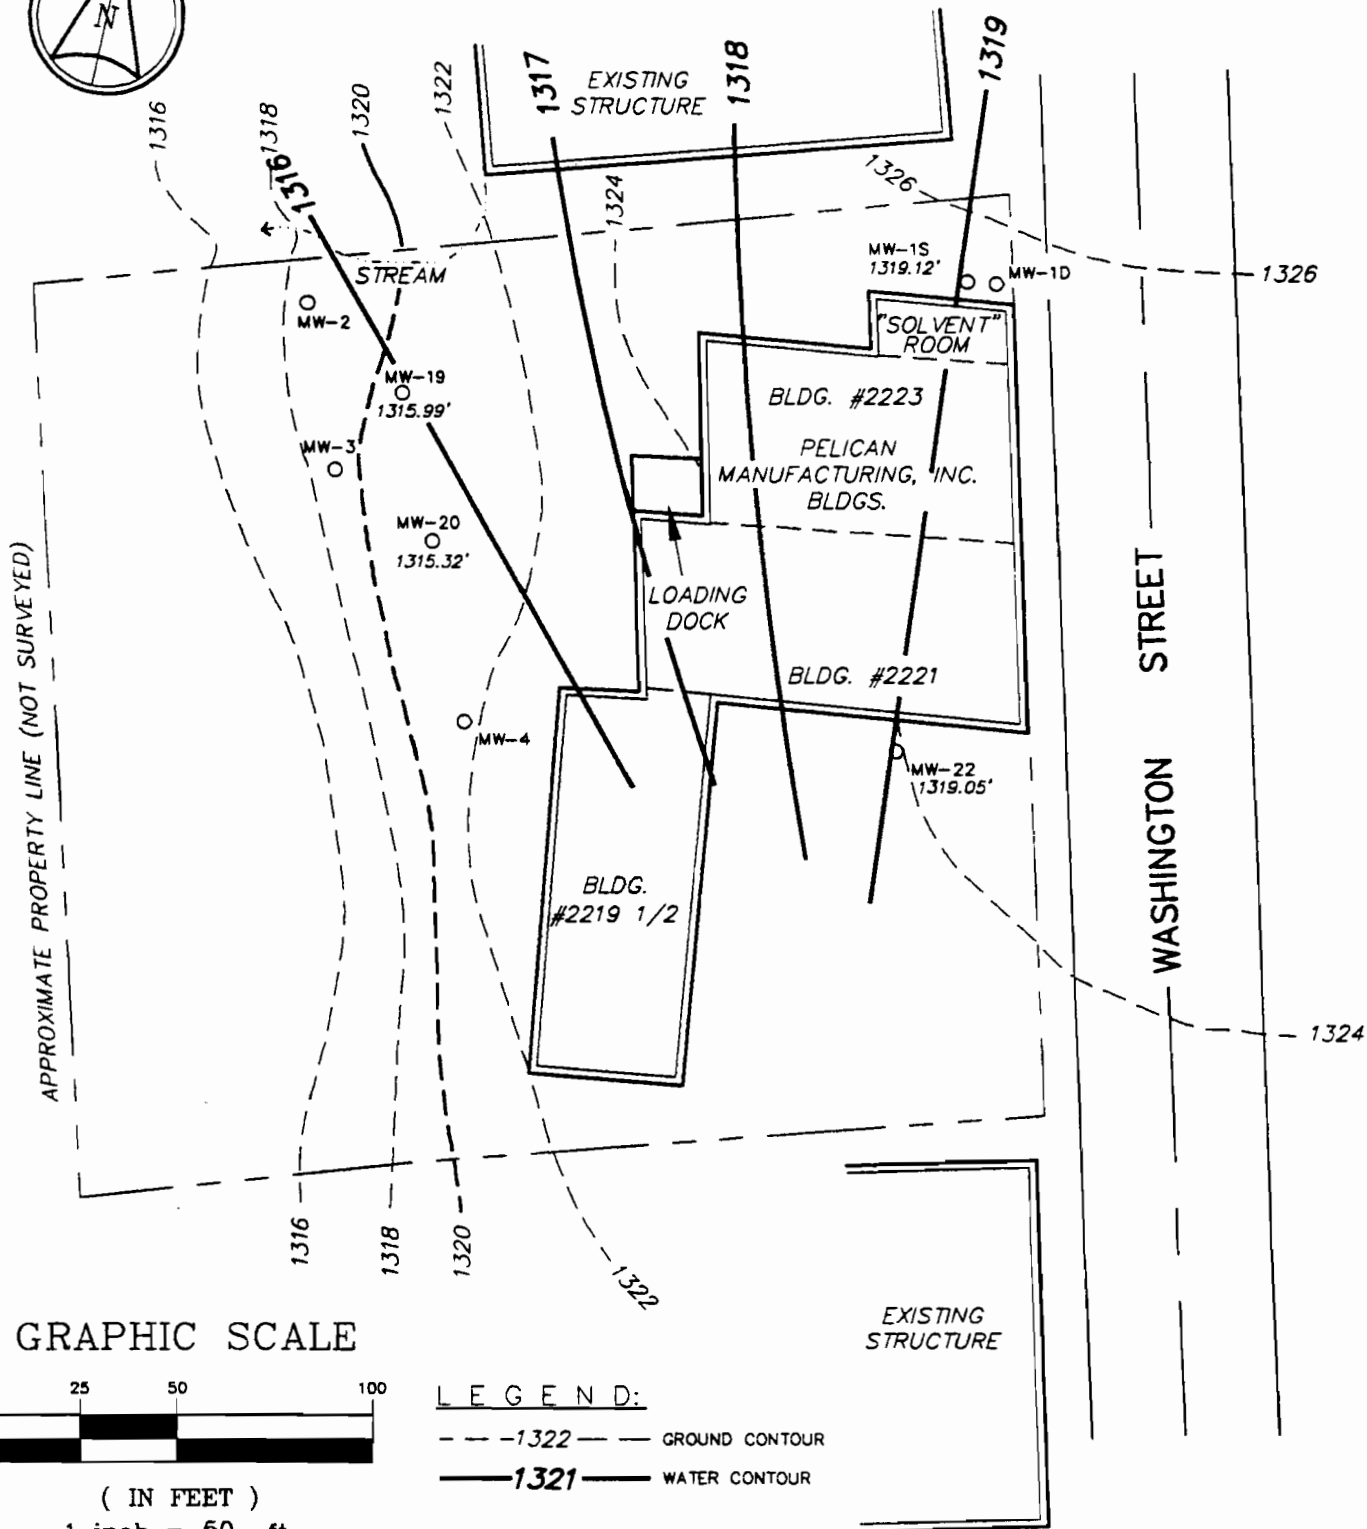 N
1316
1318
1316
1320
1322
1317
EXISTING
STRUCTURE
1318
1319
1324
1326
1326
STREAM
MW-1S
1319.12'
MW-1D
MW-2
"SOLVENT"
ROOM
MW-19
1315.99'
BLDG. #2223
MW-3
PELICAN
MANUFACTURING, INC.
BLDGS.
MW-20
1315.32'
LOADING
DOCK
BLDG. #2221
MW-4
MW-22
1319.05'
BLDG.
#2219 1/2
APPROXIMATE PROPERTY LINE (NOT SURVEYED)
WASHINGTON STREET
1324
1316
1318
1320
1322
EXISTING
STRUCTURE
GRAPHIC SCALE
25 50 100
( IN FEET )
1 inch = 50 ft
LEGEND:
1322 GROUND CONTOUR
1321 WATER CONTOUR